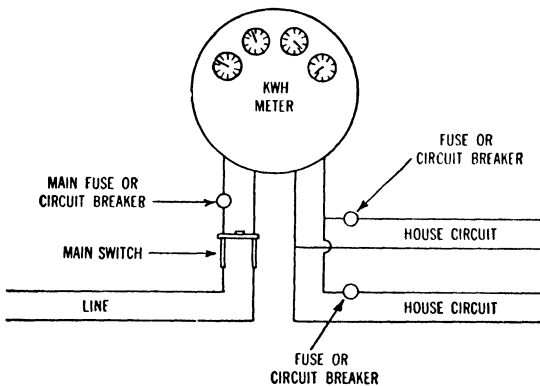 KWH
METER
MAIN FUSE OR
CIRCUIT BREAKER
MAIN SWITCH
LINE
FUSE OR
CIRCUIT BREAKER
HOUSE CIRCUIT
HOUSE CIRCUIT
FUSE OR
CIRCUIT BREAKER